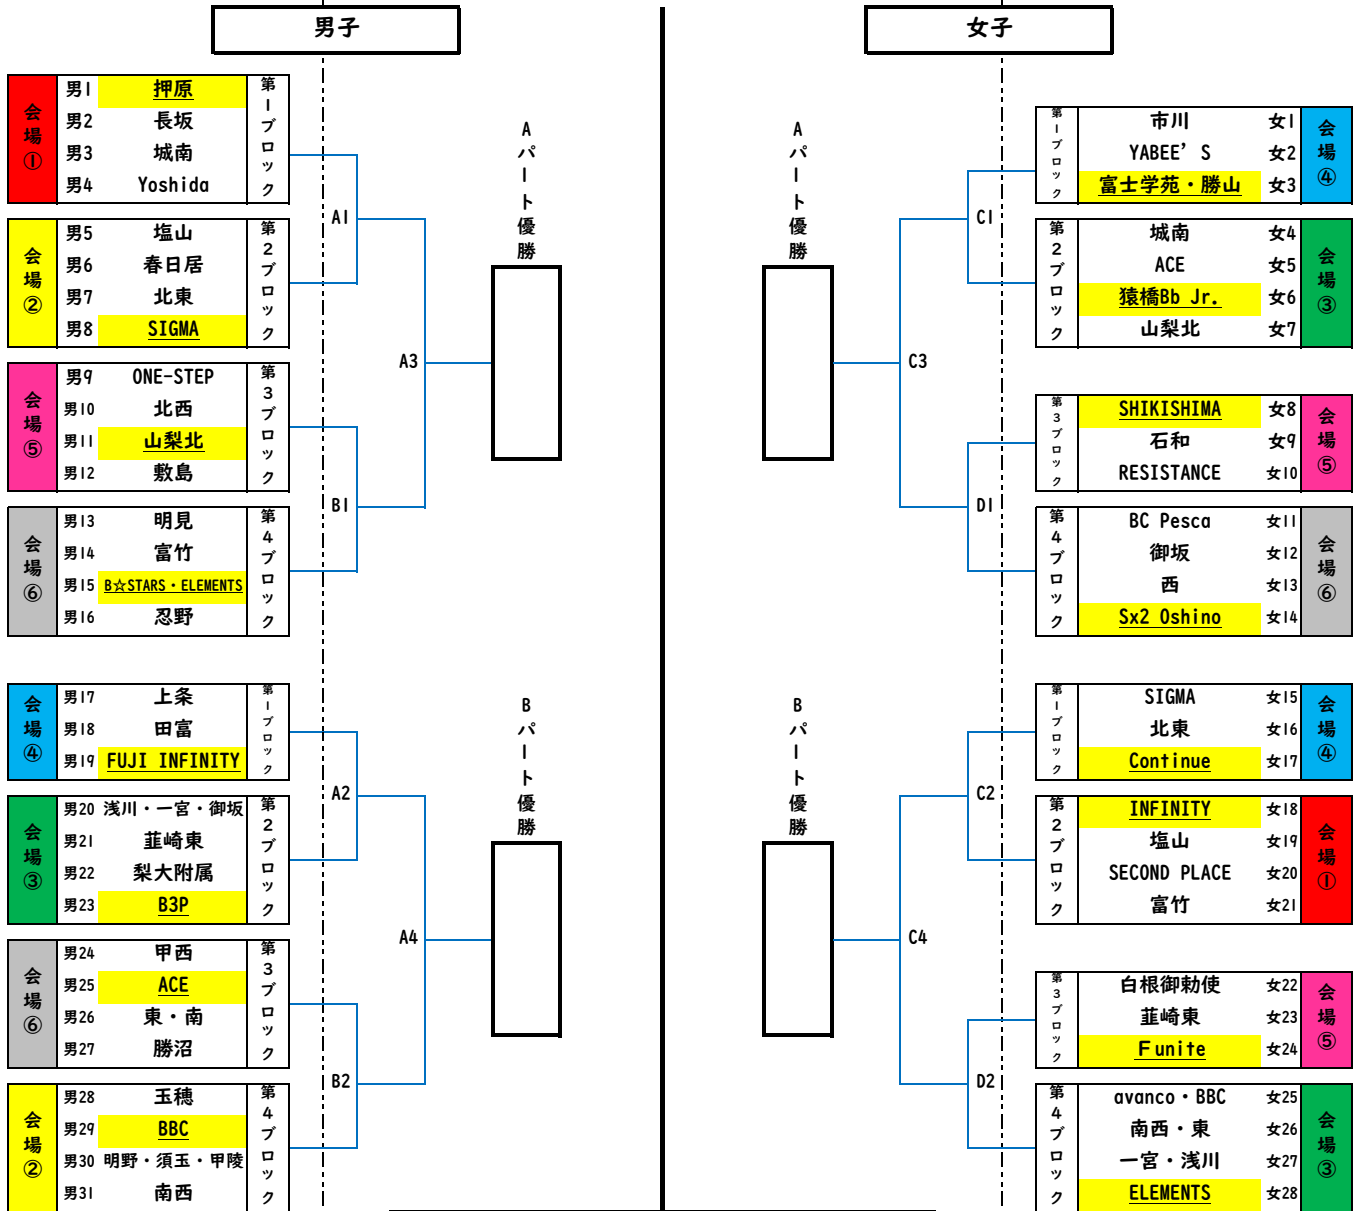 男子
会場①
男1 押原
男2 長坂
男3 城南
男4 Yoshida
第1ブロック
会場②
男5 塩山
男6 春日居
男7 北東
男8 SIGMA
第2ブロック
会場⑤
男9 ONE-STEP
男10 北西
男11 山梨北
男12 敷島
第3ブロック
会場⑥
男13 明見
男14 富竹
男15 B☆STARS・ELEMENTS
男16 忍野
第4ブロック
A1
B1
A3
Aパート優勝
会場④
男17 上条
男18 田富
男19 FUJI INFINITY
第1ブロック
会場③
男20 浅川・一宮・御坂
男21 韮崎東
男22 梨大附属
男23 B3P
第2ブロック
会場⑥
男24 甲西
男25 ACE
男26 東・南
男27 勝沼
第3ブロック
会場②
男28 玉穂
男29 BBC
男30 明野・須玉・甲陵
男31 南西
第4ブロック
A2
B2
A4
Bパート優勝
女子
Aパート優勝
C3
C1
D1
第1ブロック
市川 女1
YABEE'S 女2
富士学苑・勝山 女3
会場④
第2ブロック
城南 女4
ACE 女5
猿橋Bb Jr. 女6
山梨北 女7
会場③
第3ブロック
SHIKISHIMA 女8
石和 女9
RESISTANCE 女10
会場⑤
第4ブロック
BC Pesca 女11
御坂 女12
西 女13
Sx2 Oshino 女14
会場⑥
Bパート優勝
C4
C2
D2
第1ブロック
SIGMA 女15
北東 女16
Continue 女17
会場④
第2ブロック
INFINITY 女18
塩山 女19
SECOND PLACE 女20
富竹 女21
会場①
第3ブロック
白根御勅使 女22
韮崎東 女23
Funite 女24
会場⑤
第4ブロック
avanco・BBC 女25
南西・東 女26
一宮・浅川 女27
ELEMENTS 女28
会場③